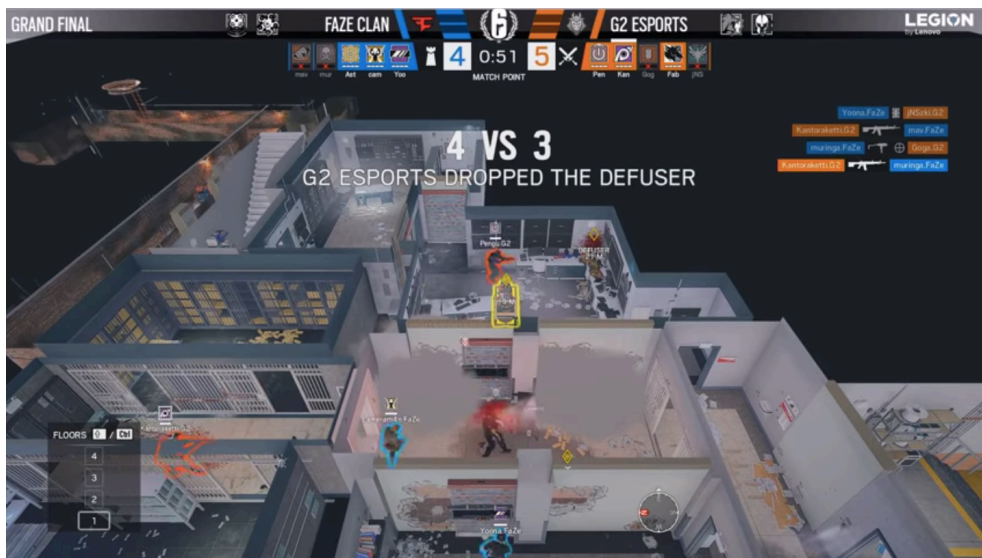 GRAND FINAL
FAZE CLAN
G2 ESPORTS
LEGION
by Lenovo
4 0:51 5
MATCH POINT
mav mur Ast cam Yoo
Pen Kan Gog Fab jNS
Yoona.FaZe jNSzki.G2
Kantoraketti.G2 mav.FaZe
muringa.FaZe Goga.G2
Kantoraketti.G2 muringa.FaZe
4 VS 3
G2 ESPORTS DROPPED THE DEFUSER
Pengu.G2
DEFUSER
FLOORS / Ctrl
4
3
2
1
Yoona.FaZe